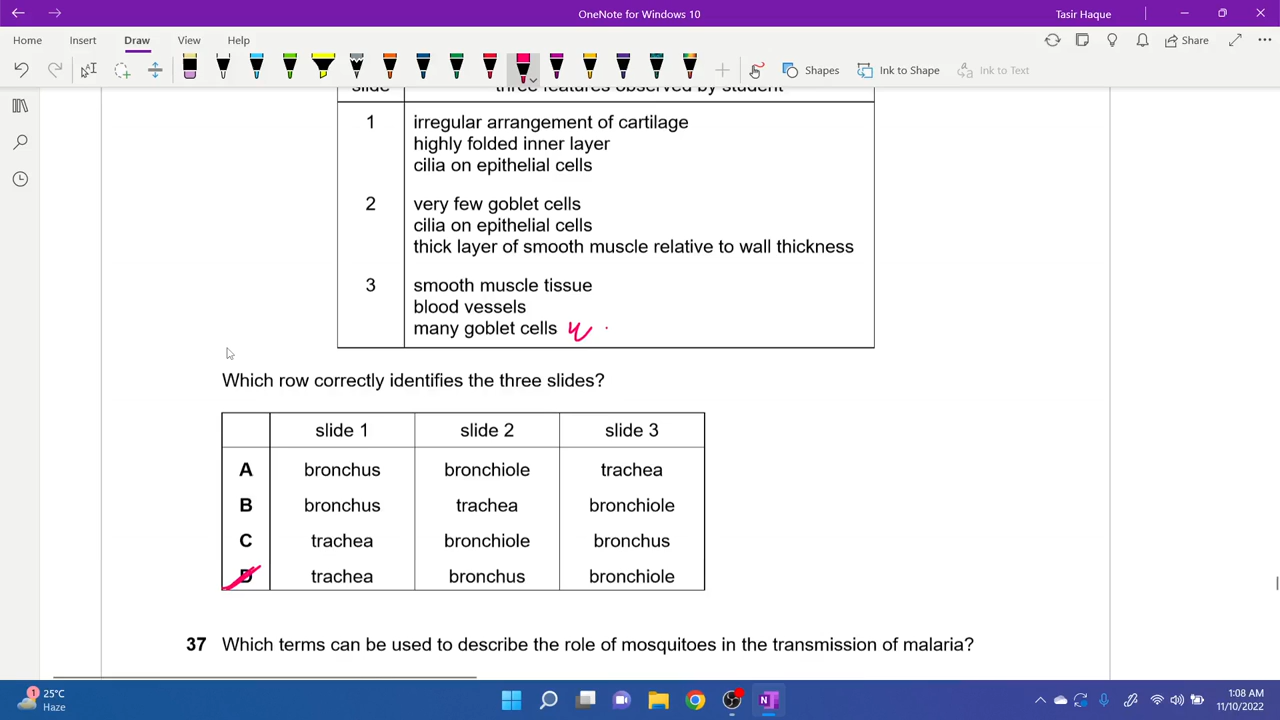 OneNote for Windows 10
Tasir Haque
Home Insert Draw View Help
Share
Shapes Ink to Shape Ink to Text
slide three features observed by student
1 irregular arrangement of cartilage
highly folded inner layer
cilia on epithelial cells
2 very few goblet cells
cilia on epithelial cells
thick layer of smooth muscle relative to wall thickness
3 smooth muscle tissue
blood vessels
many goblet cells
Which row correctly identifies the three slides?
slide 1 slide 2 slide 3
A bronchus bronchiole trachea
B bronchus trachea bronchiole
C trachea bronchiole bronchus
D trachea bronchus bronchiole
37 Which terms can be used to describe the role of mosquitoes in the transmission of malaria?
1
25°C
Haze
1:08 AM
11/10/2022